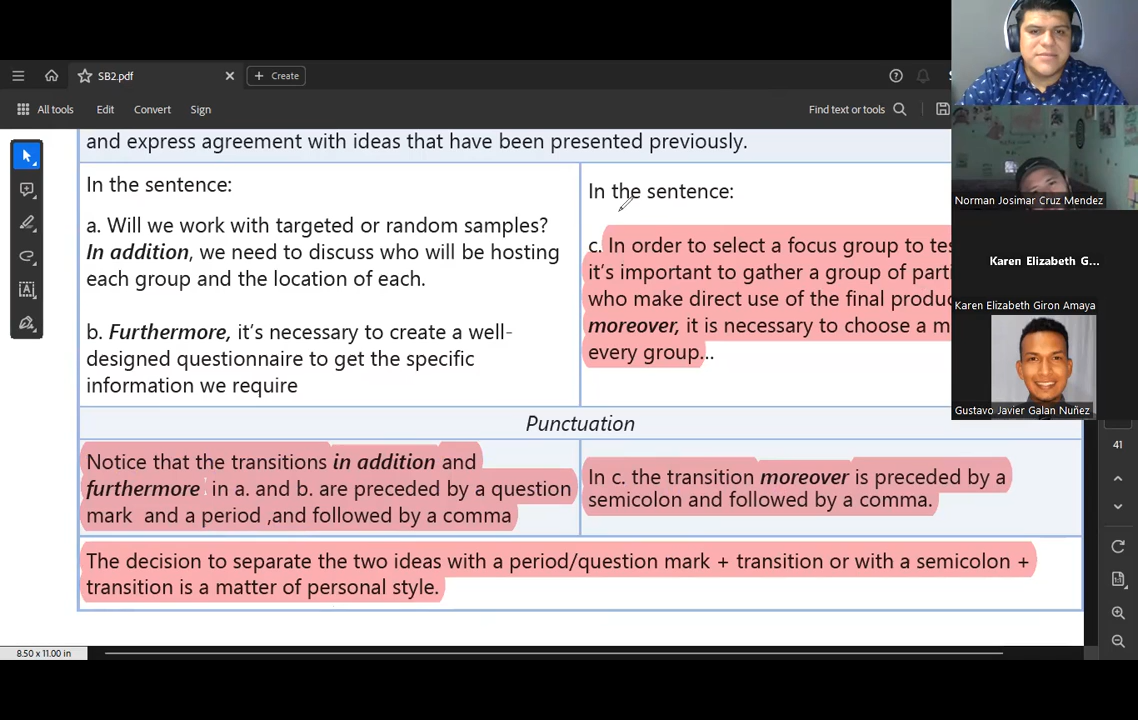 SB2.pdf
Create
All tools
Edit
Convert
Sign
Find text or tools
and express agreement with ideas that have been presented previously.
In the sentence:
a. Will we work with targeted or random samples?
In addition, we need to discuss who will be hosting
each group and the location of each.
b. Furthermore, it's necessary to create a well-
designed questionnaire to get the specific
information we require
In the sentence:
c. In order to select a focus group to
it's important to gather a group of
who make direct use of the final
moreover, it is necessary to choose a
every group...
Punctuation
Notice that the transitions in addition and
furthermore in a. and b. are preceded by a question
mark and a period ,and followed by a comma
In c. the transition moreover is preceded by a
semicolon and followed by a comma.
The decision to separate the two ideas with a period/question mark + transition or with a semicolon +
transition is a matter of personal style.
Norman Josimar Cruz Mendez
Karen Elizabeth G...
Karen Elizabeth Giron Amaya
Gustavo Javier Galan Nuñez
41
44
8.50 x 11.00 in